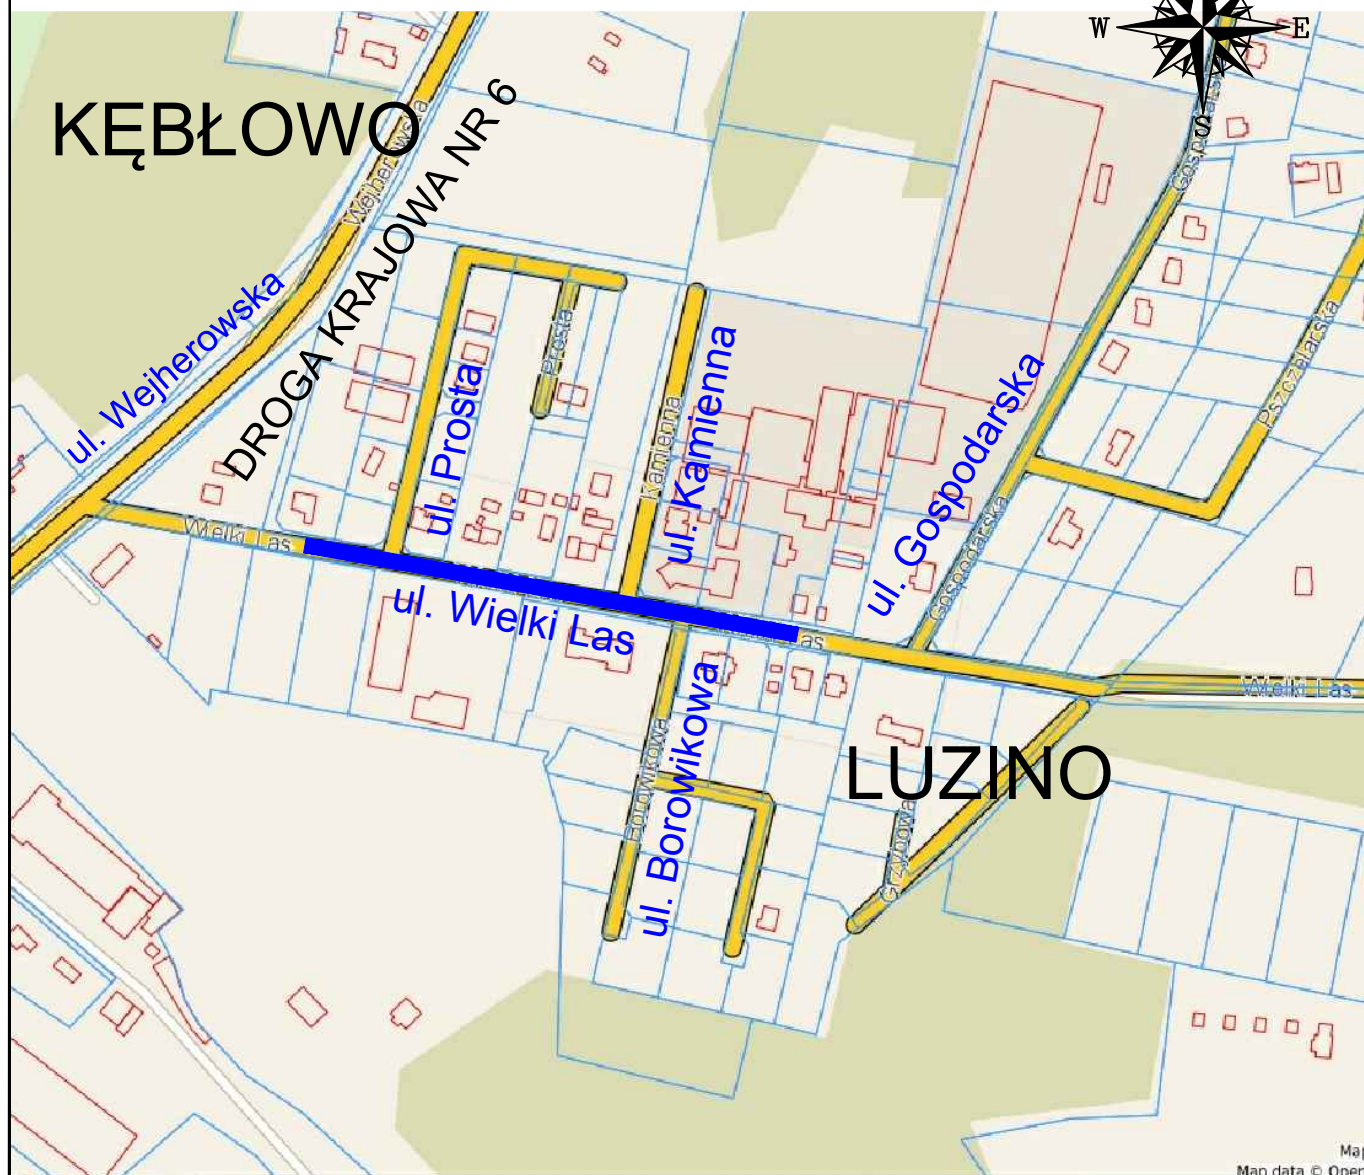 W
E
S
KĘBŁOWO
Wejherowska
DROGA KRAJOWA NR 6
Gospodarska
ul. Wejherowska
ul. Prosta
Prosta
Kamienna
ul. Kamienna
ul. Gospodarska
Gospodarska
Pszczelarska
Wielki Las
ul. Wielki Las
Las
Wielki Las
Borowikowa
ul. Borowikowa
LUZINO
Grzybowa
Map
Map data © Open